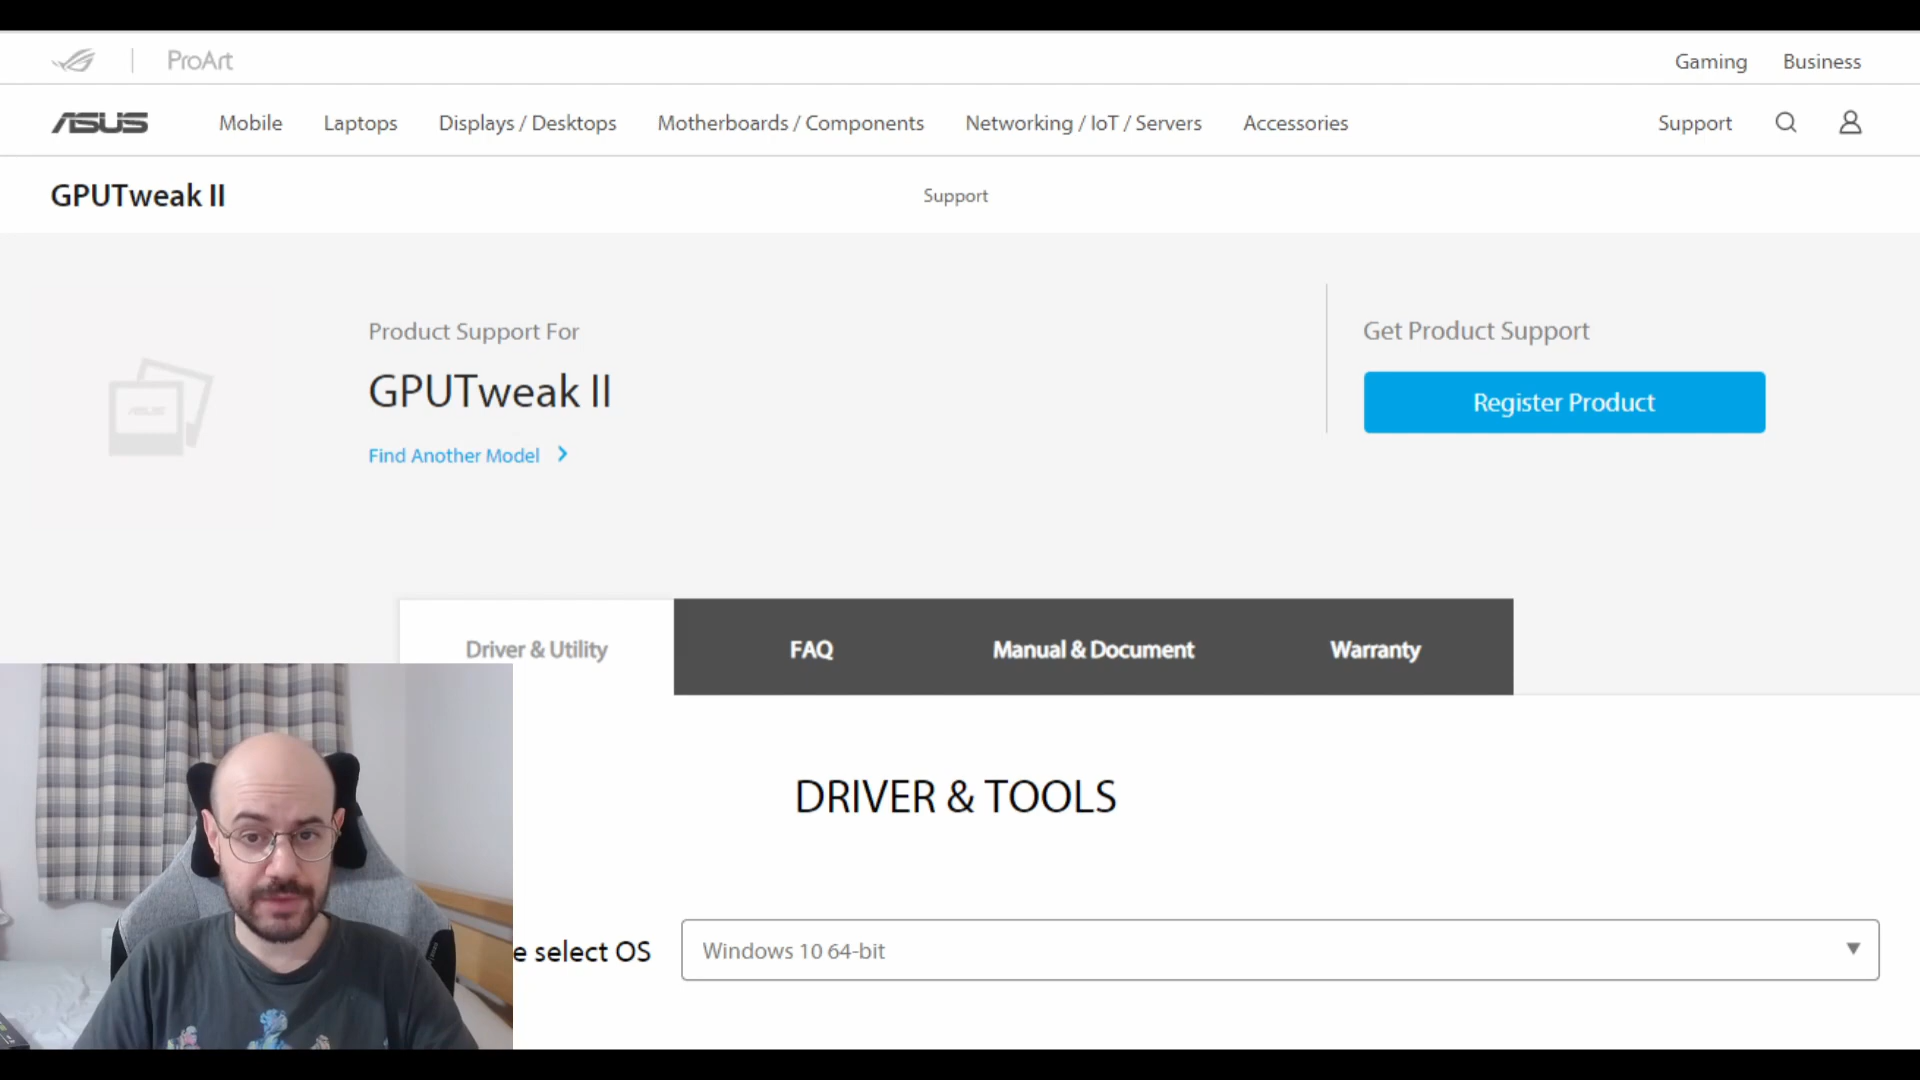 ProArt
Gaming Business
ASUS Mobile Laptops Displays / Desktops Motherboards / Components Networking / IoT / Servers Accessories Support
GPUTweak II Support
Product Support For
GPUTweak II
Find Another Model
Get Product Support
Register Product
ASUS
Driver & Utility FAQ Manual & Document Warranty
DRIVER & TOOLS
e select OS Windows 10 64-bit